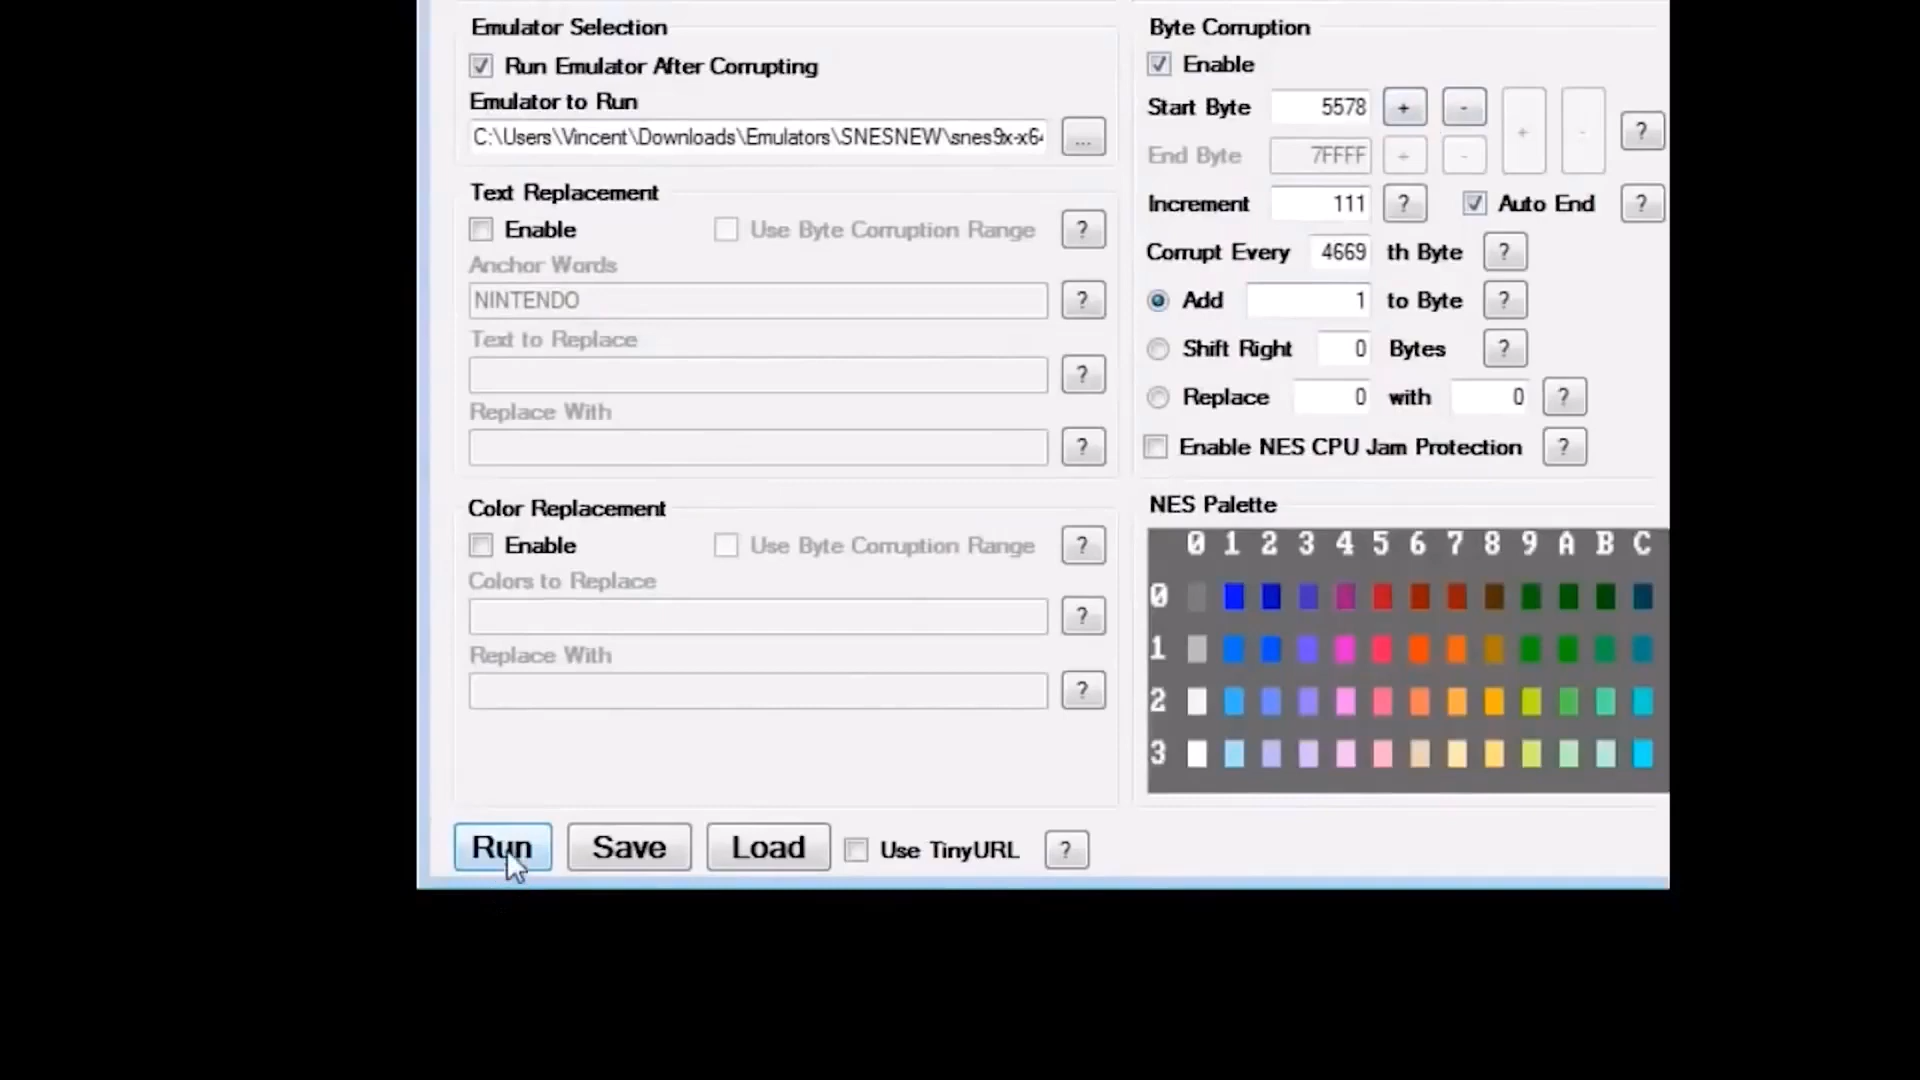 Emulator Selection
Run Emulator After Corrupting
Emulator to Run
C:\Users\Vincent\Downloads\Emulators\SNESNEW\snes9x-x64
...
Text Replacement
Enable
Use Byte Corruption Range
?
Anchor Words
NINTENDO
?
Text to Replace
?
Replace With
?
Color Replacement
Enable
Use Byte Corruption Range
?
Colors to Replace
?
Replace With
?
Byte Corruption
Enable
Start Byte 5578 + -
End Byte 7FFFF + -
+ - ?
Increment 111 ? Auto End ?
Corrupt Every 4669 th Byte ?
Add 1 to Byte ?
Shift Right 0 Bytes ?
Replace 0 with 0 ?
Enable NES CPU Jam Protection ?
NES Palette
0 1 2 3 4 5 6 7 8 9 A B C
0
1
2
3
Run Save Load Use TinyURL ?